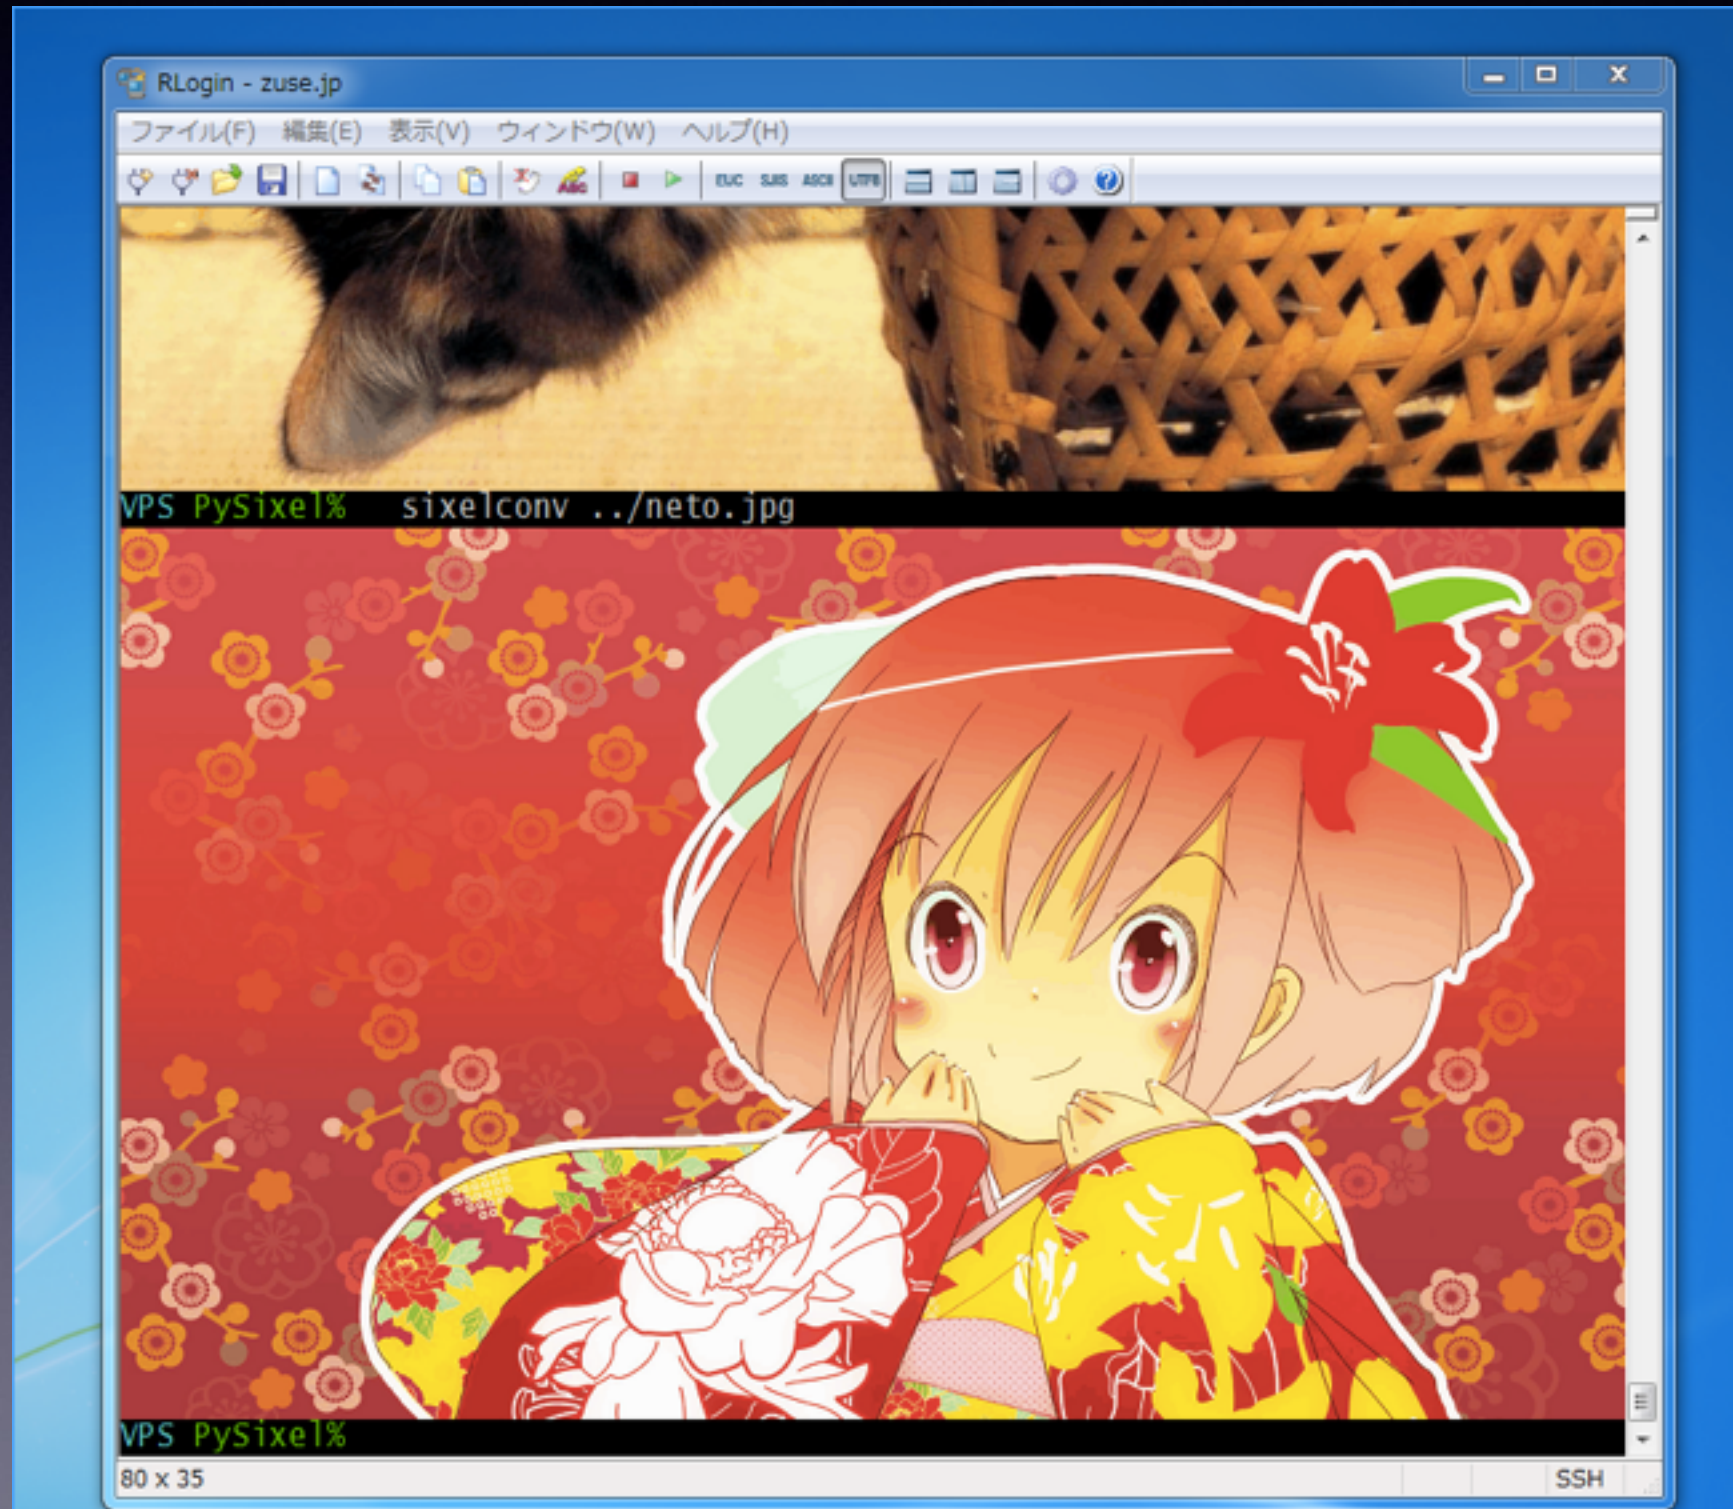 RLogin - zuse.jp
ファイル(F) 編集(E) 表示(V) ウィンドウ(W) ヘルプ(H)
ABC EUC SJIS ASCII UTF8
VPS PySixel% sixelconv ../neto.jpg
VPS PySixel%
80 x 35 SSH